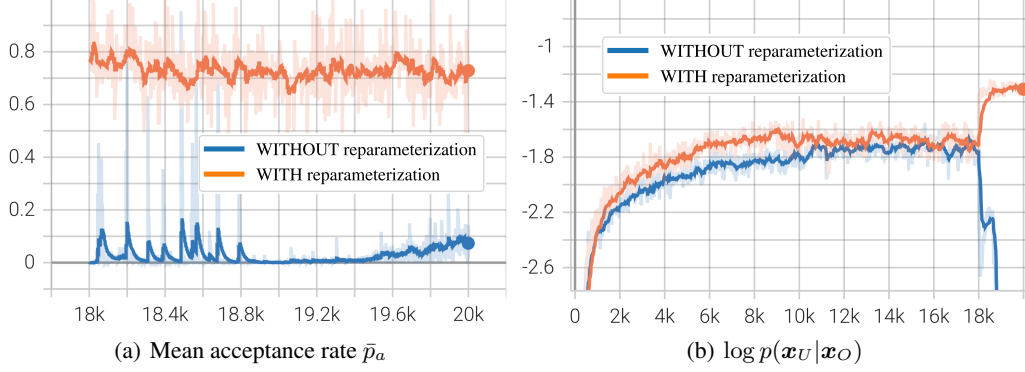 0.8
0.6
0.4
0.2
0
18k
18.4k
18.8k
19.2k
19.6k
20k
WITHOUT reparameterization
WITH reparameterization
(a) Mean acceptance rate p̄ₐ
-1
-1.4
-1.8
-2.2
-2.6
0
2k
4k
6k
8k
10k
12k
14k
16k
18k
WITHOUT reparameterization
WITH reparameterization
(b) log p(𝒙_U|𝒙_O)